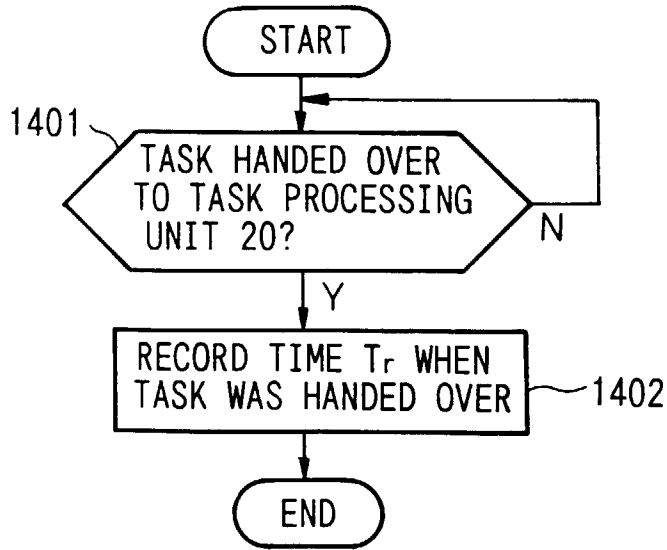 START
1401
TASK HANDED OVER
TO TASK PROCESSING
UNIT 20?
N
Y
RECORD TIME Tr WHEN
TASK WAS HANDED OVER
1402
END